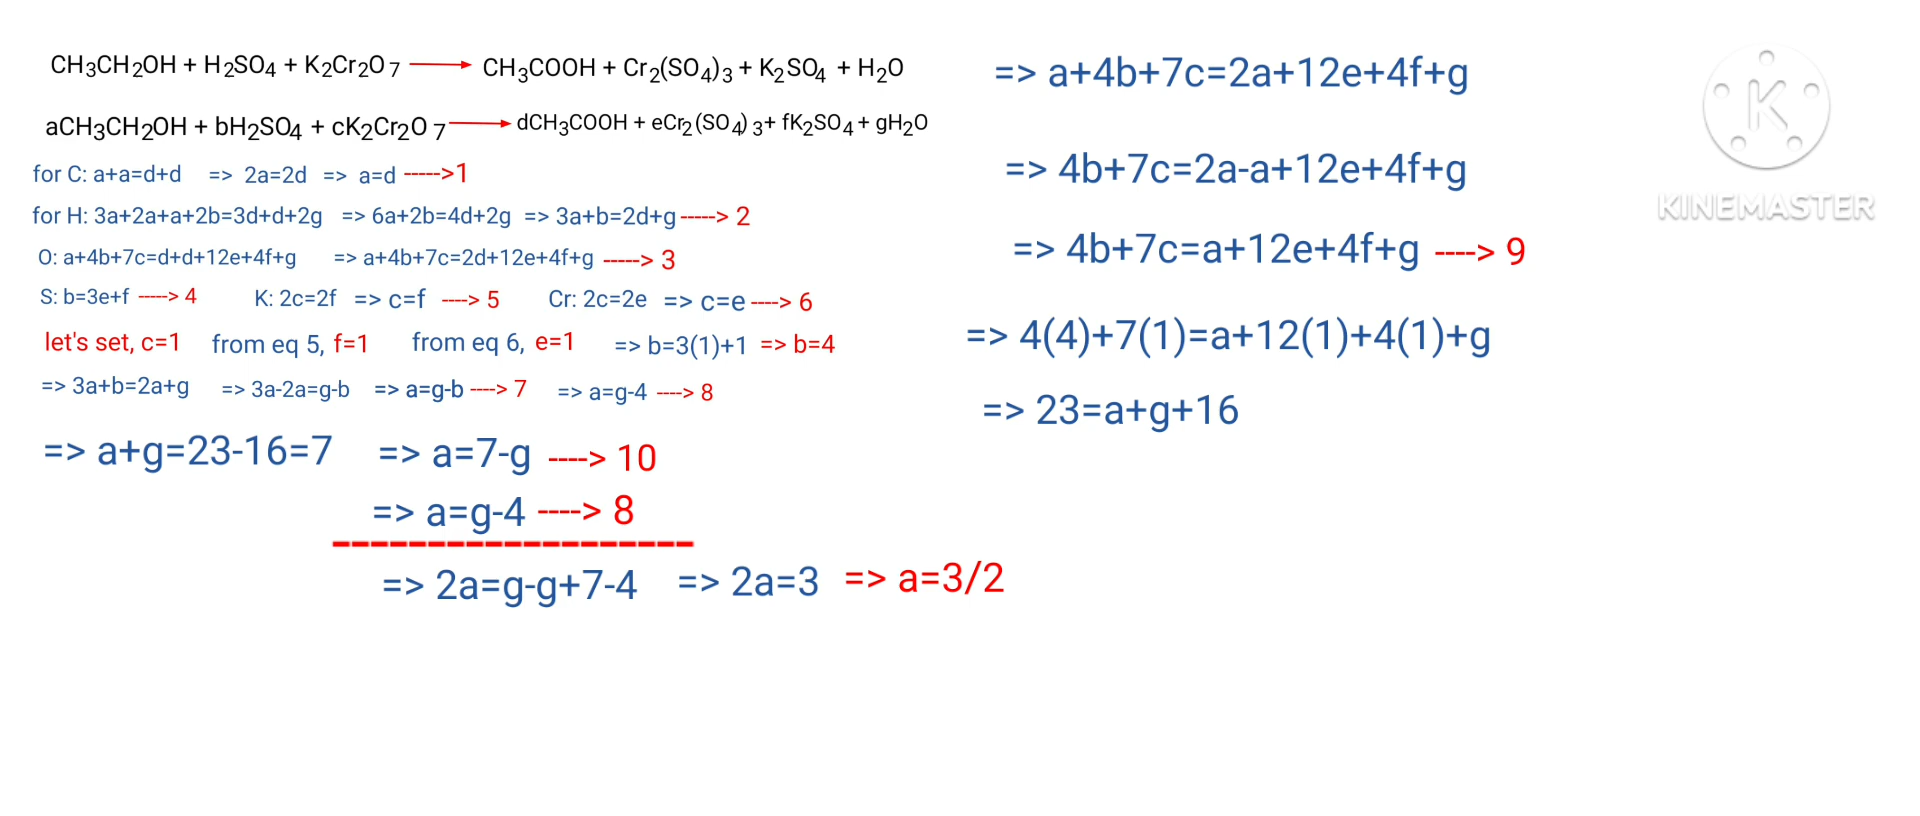 CH3CH2OH + H2SO4 + K2Cr2O7 → CH3COOH + Cr2(SO4)3 + K2SO4 + H2O
aCH3CH2OH + bH2SO4 + cK2Cr2O7 → dCH3COOH + eCr2(SO4)3+ fK2SO4 + gH2O
for C: a+a=d+d => 2a=2d => a=d ----->1
for H: 3a+2a+a+2b=3d+d+2g => 6a+2b=4d+2g => 3a+b=2d+g -----> 2
O: a+4b+7c=d+d+12e+4f+g => a+4b+7c=2d+12e+4f+g -----> 3
S: b=3e+f -----> 4 K: 2c=2f => c=f ----> 5 Cr: 2c=2e => c=e ----> 6
let's set, c=1 from eq 5, f=1 from eq 6, e=1 => b=3(1)+1 => b=4
=> 3a+b=2a+g => 3a-2a=g-b => a=g-b ----> 7 => a=g-4 ----> 8
=> a+g=23-16=7 => a=7-g ----> 10
=> a=g-4 ----> 8
=> 2a=g-g+7-4 => 2a=3 => a=3/2
=> a+4b+7c=2a+12e+4f+g
=> 4b+7c=2a-a+12e+4f+g
=> 4b+7c=a+12e+4f+g ----> 9
=> 4(4)+7(1)=a+12(1)+4(1)+g
=> 23=a+g+16
K
KINEMASTER